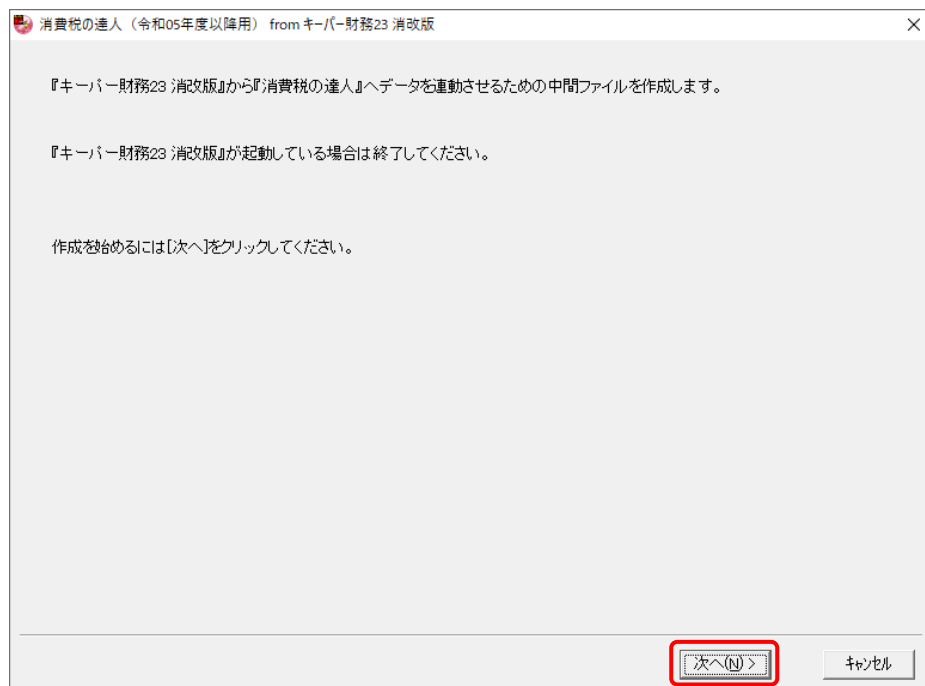 消費税の達人（令和05年度以降用） from キーパー財務23 消改版
『キーパー財務23 消改版』から『消費税の達人』へデータを連動させるための中間ファイルを作成します。
『キーパー財務23 消改版』が起動している場合は終了してください。
作成を始めるには[次へ]をクリックしてください。
次へ(N) >
キャンセル